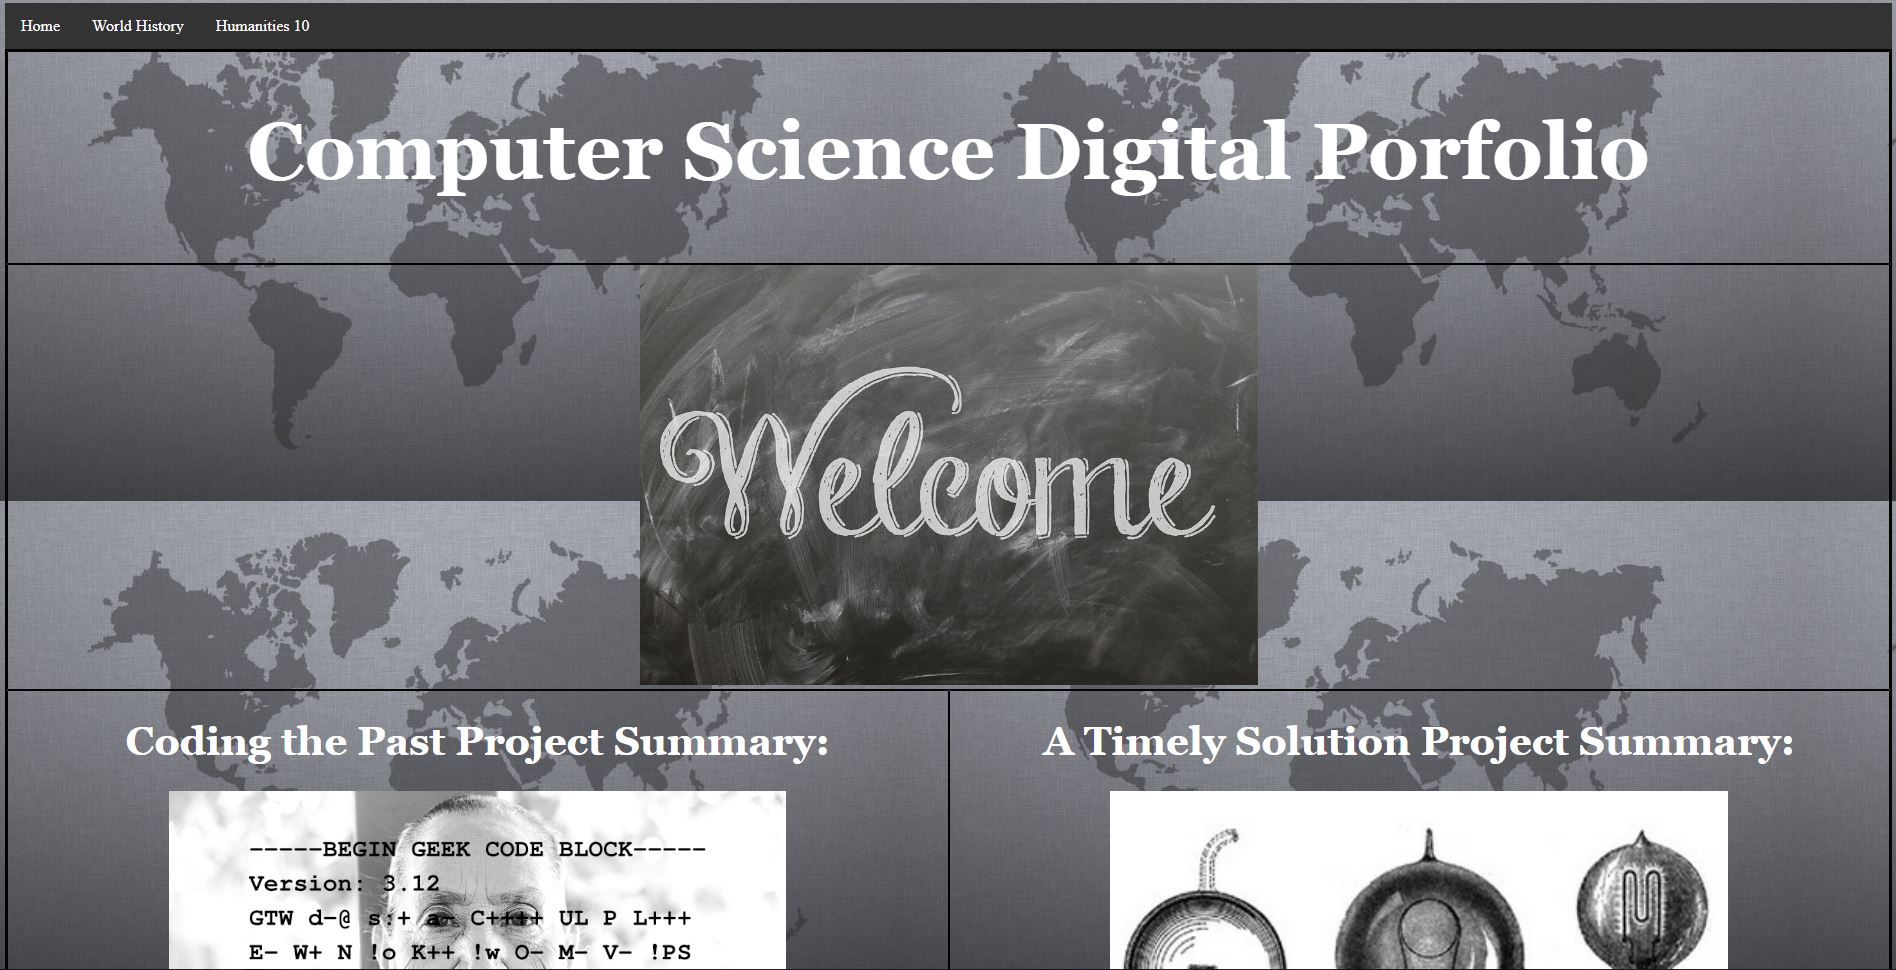 Home World History Humanities 10
Computer Science Digital Porfolio
Welcome
Coding the Past Project Summary:
A Timely Solution Project Summary:
-----BEGIN GEEK CODE BLOCK-----
Version: 3.12
GTW d-@ s:+ a- C++++ UL P L+++
E- W+ N !o K++ !w O- M- V- !PS